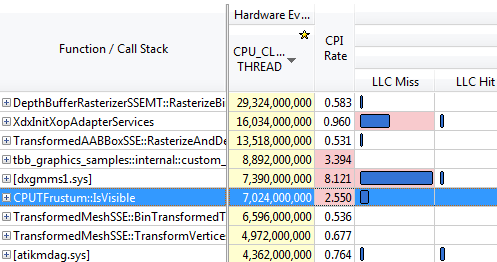 Hardware Ev...
Function / Call Stack
CPU_CL...
THREAD
CPI
Rate
LLC Miss LLC Hit
DepthBufferRasterizerSSEMT::RasterizeBi 29,324,000,000 0.583
XdxInitXopAdapterServices 16,034,000,000 0.960
TransformedAABBoxSSE::RasterizeAndDe 13,518,000,000 0.531
tbb_graphics_samples::internal::custom_ 8,892,000,000 3.394
[dxgmms1.sys] 7,390,000,000 8.121
CPUTFrustum::IsVisible 7,024,000,000 2.550
TransformedMeshSSE::BinTransformedT 6,596,000,000 0.536
TransformedMeshSSE::TransformVertice 4,972,000,000 0.677
[atikmdag.sys] 4,362,000,000 0.764